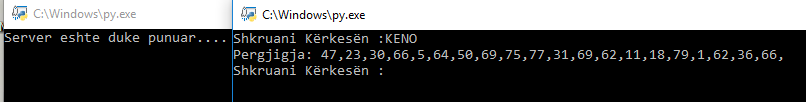 C:\Windows\py.exe
Server eshte duke punuar....
C:\Windows\py.exe
Shkruani Kërkesën :KENO
Pergjigja: 47,23,30,66,5,64,50,69,75,77,31,69,62,11,18,79,1,62,36,66,
Shkruani Kërkesën :